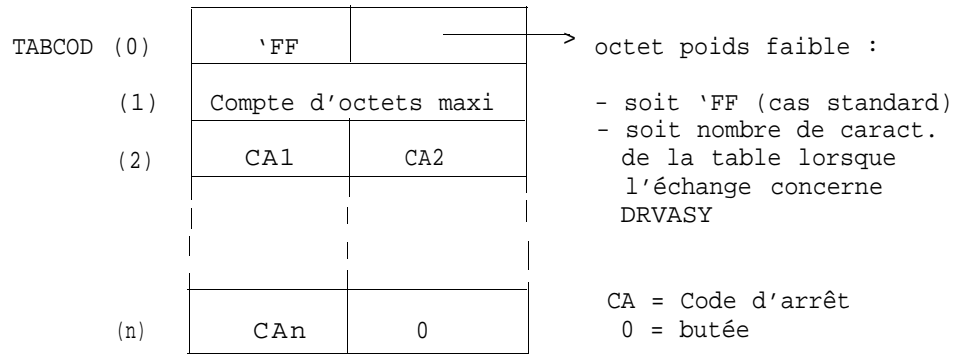 TABCOD (0) ‛FF octet poids faible :
(1) Compte d'octets maxi - soit ‛FF (cas standard)
- soit nombre de caract.
(2) CA1 CA2 de la table lorsque
l'échange concerne
DRVASY
CA = Code d'arrêt
(n) CAn 0 0 = butée